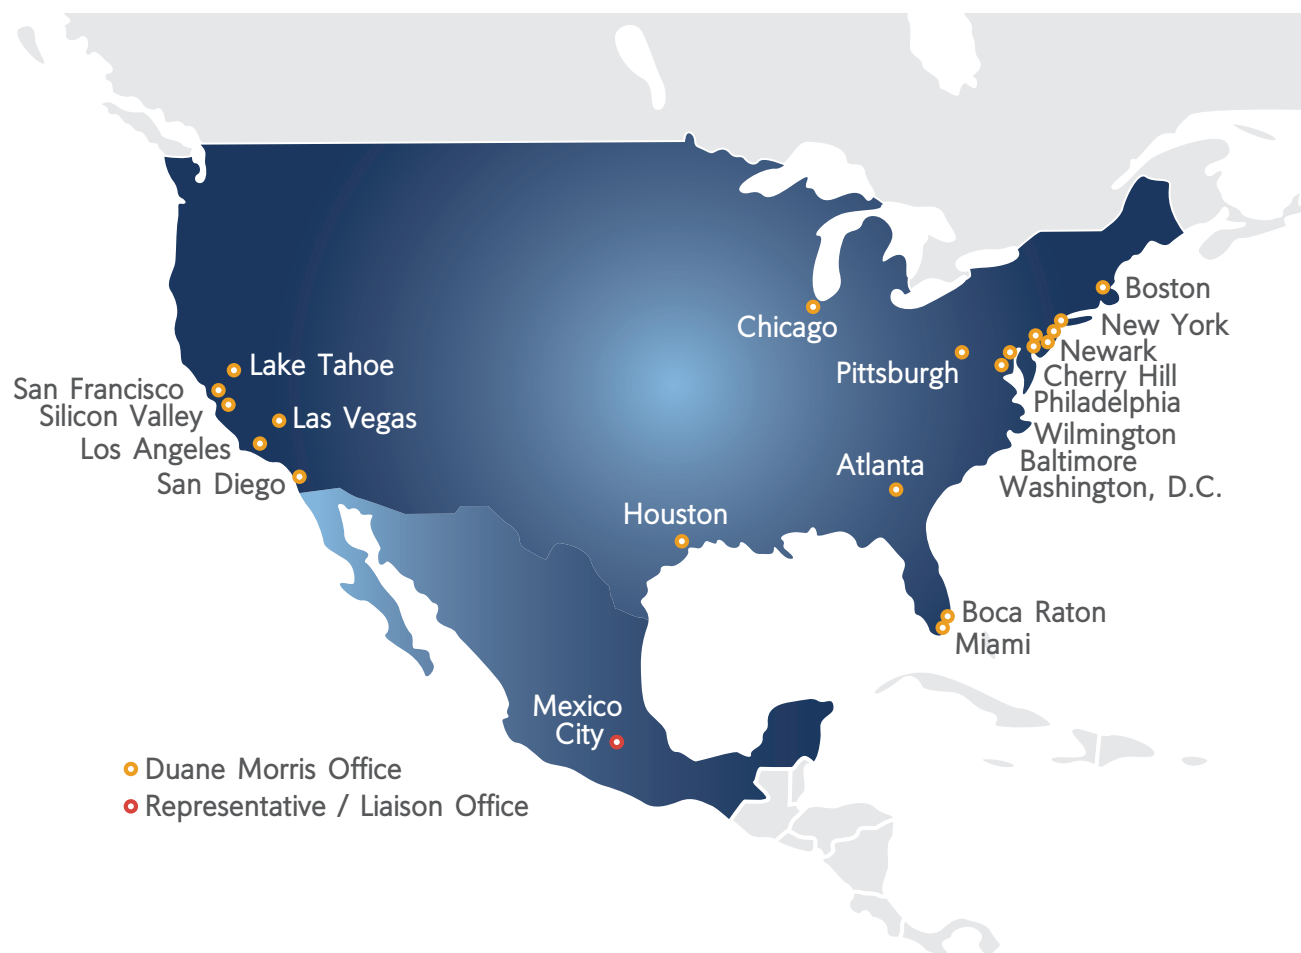 Boston
New York
Chicago
Newark
Lake Tahoe
Pittsburgh
Cherry Hill
San Francisco
Philadelphia
Silicon Valley
Las Vegas
Wilmington
Los Angeles
Baltimore
Atlanta
San Diego
Washington, D.C.
Houston
Boca Raton
Miami
Mexico
City
Duane Morris Office
Representative / Liaison Office